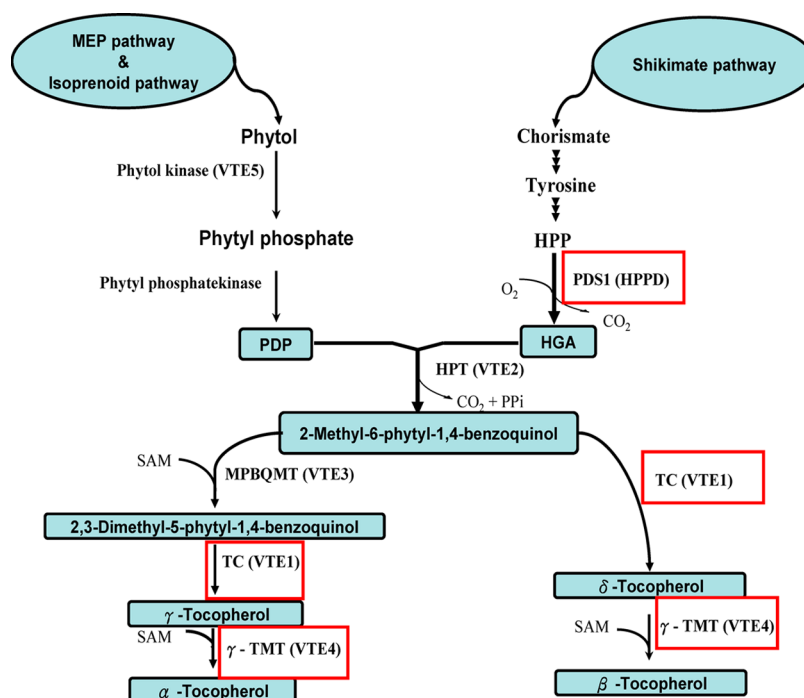 MEP pathway
&
Isoprenoid pathway
Shikimate pathway
Phytol
Chorismate
Phytol kinase (VTE5)
Tyrosine
Phytyl phosphate
HPP
Phytyl phosphatekinase
PDS1 (HPPD)
O2
CO2
PDP
HGA
HPT (VTE2)
CO2 + PPi
2-Methyl-6-phytyl-1,4-benzoquinol
SAM
MPBQMT (VTE3)
TC (VTE1)
2,3-Dimethyl-5-phytyl-1,4-benzoquinol
TC (VTE1)
δ-Tocopherol
γ-Tocopherol
SAM
γ - TMT (VTE4)
SAM
γ - TMT (VTE4)
α-Tocopherol
β-Tocopherol